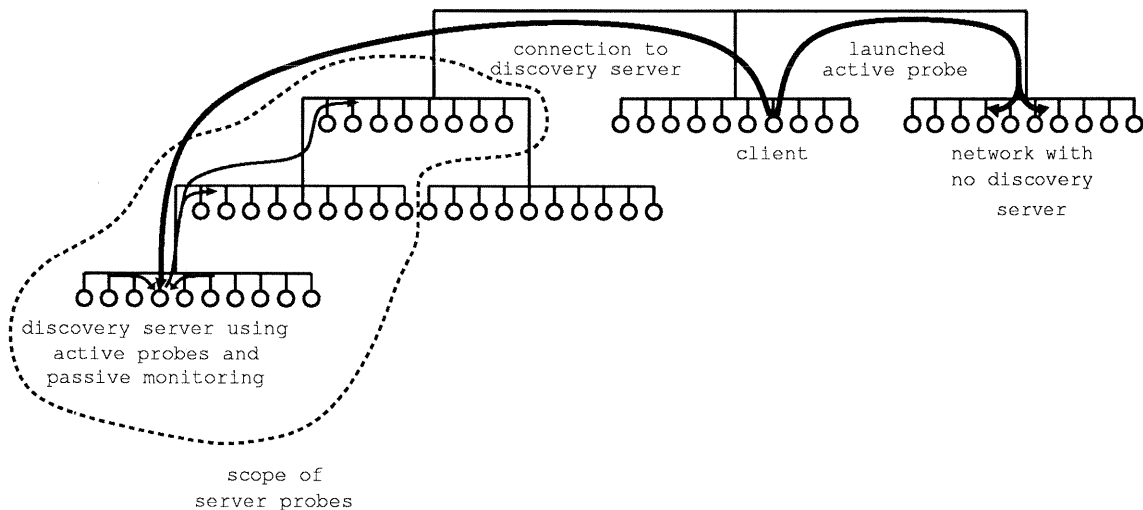 connection to
discovery server
launched
active probe
client
network with
no discovery
server
discovery server using
active probes and
passive monitoring
scope of
server probes